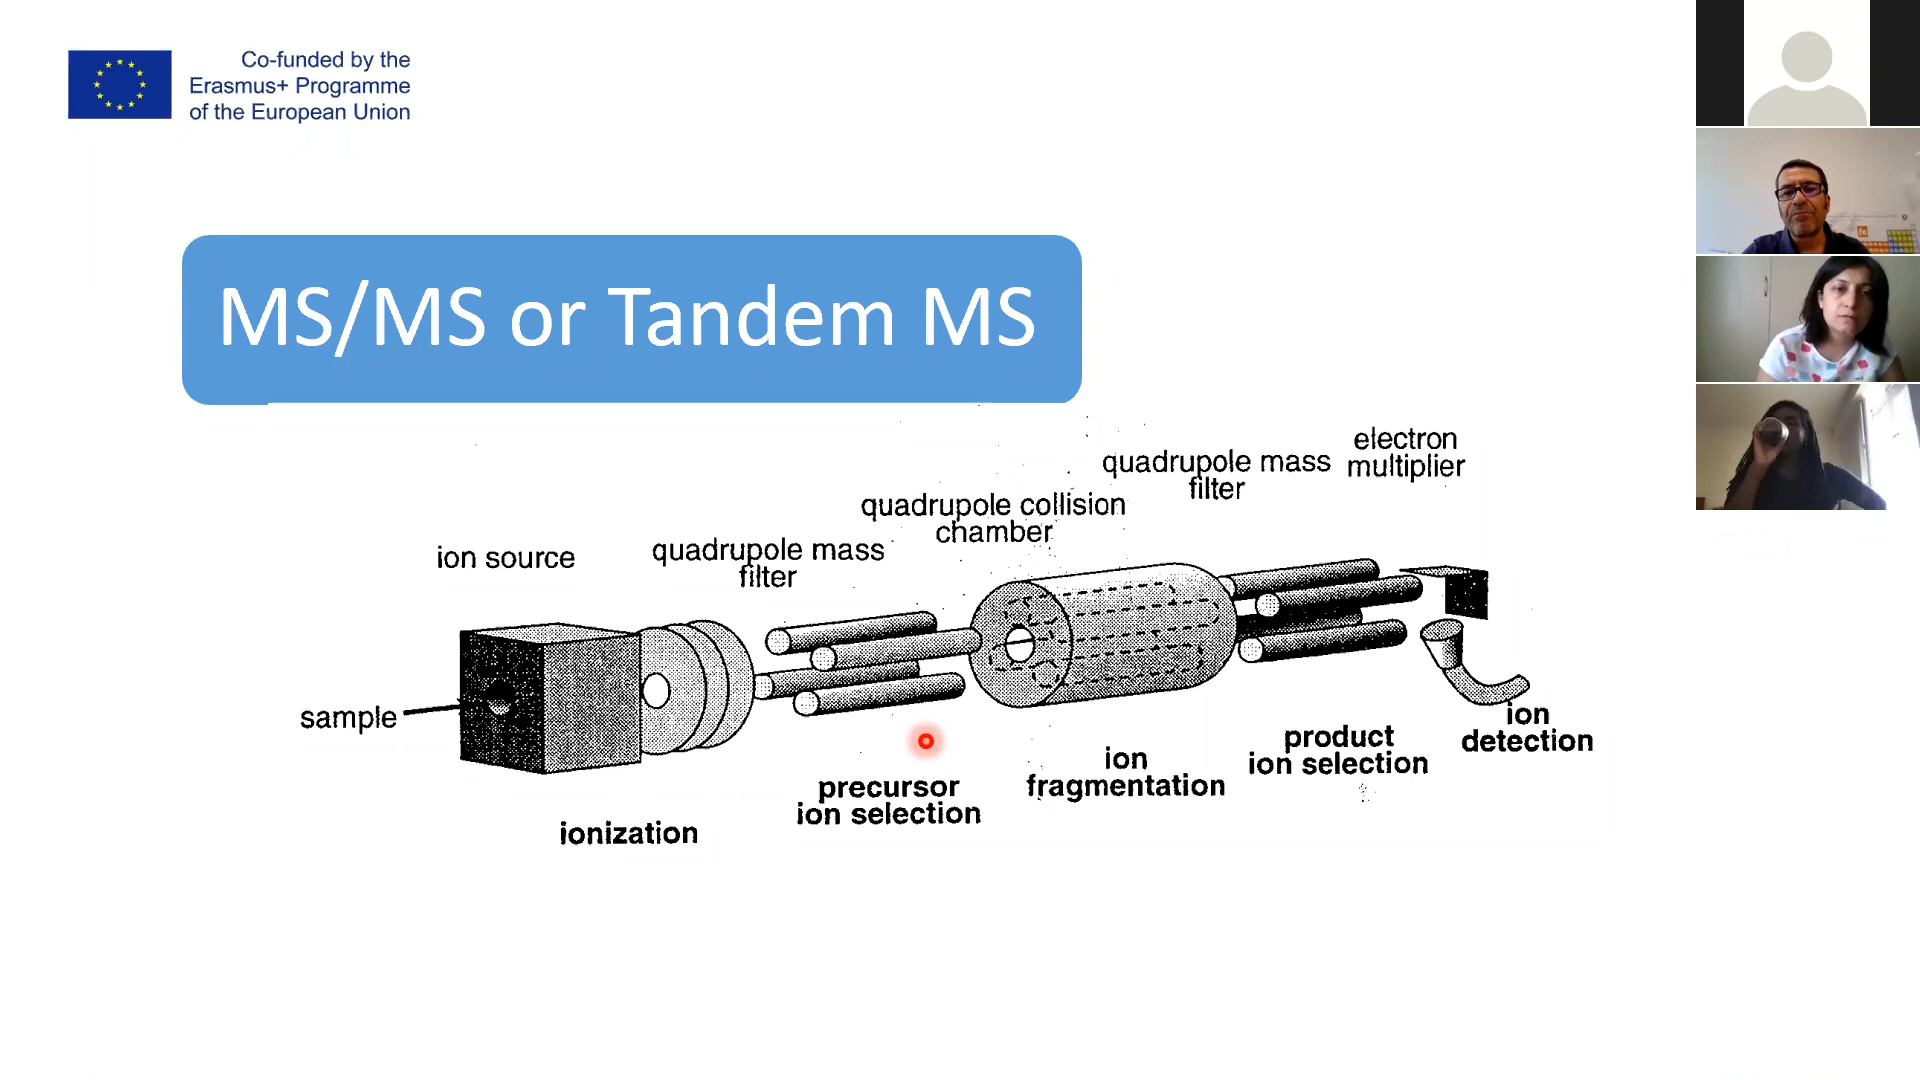 Co-funded by the
Erasmus+ Programme
of the European Union
MS/MS or Tandem MS
electron
multiplier
quadrupole mass
filter
quadrupole collision
chamber
quadrupole mass
filter
ion source
sample
ion
detection
product
ion selection
ion
fragmentation
precursor
ion selection
ionization